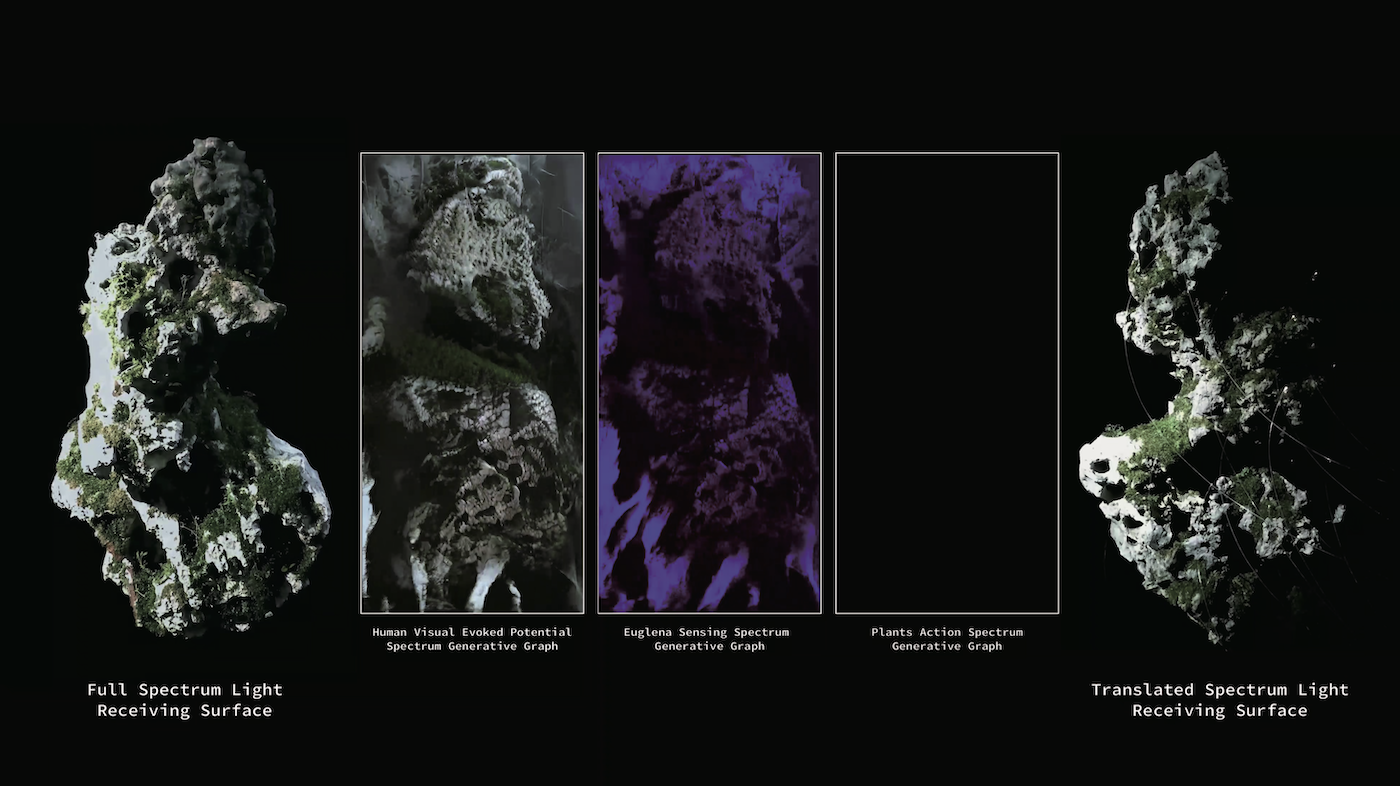 Human Visual Evoked Potential
Spectrum Generative Graph
Euglena Sensing Spectrum
Generative Graph
Plants Action Spectrum
Generative Graph
Full Spectrum Light
Receiving Surface
Translated Spectrum Light
Receiving Surface